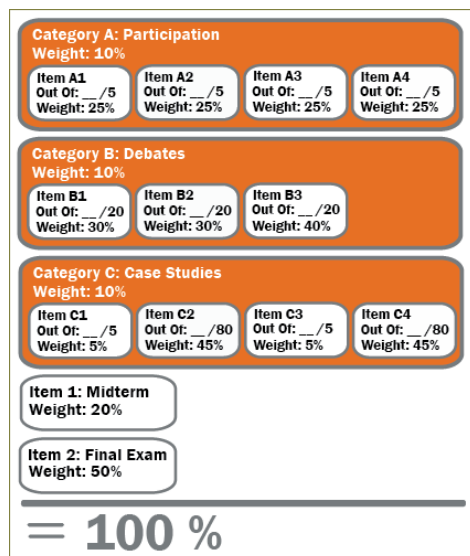 Category A: Participation
Weight: 10%
Item A1
Out Of: __ /5
Weight: 25%
Item A2
Out Of: __ /5
Weight: 25%
Item A3
Out Of: __ /5
Weight: 25%
Item A4
Out Of: __ /5
Weight: 25%
Category B: Debates
Weight: 10%
Item B1
Out Of: __ /20
Weight: 30%
Item B2
Out Of: __ /20
Weight: 30%
Item B3
Out Of: __ /20
Weight: 40%
Category C: Case Studies
Weight: 10%
Item C1
Out Of: __ /5
Weight: 5%
Item C2
Out Of: __ /80
Weight: 45%
Item C3
Out Of: __ /5
Weight: 5%
Item C4
Out Of: __ /80
Weight: 45%
Item 1: Midterm
Weight: 20%
Item 2: Final Exam
Weight: 50%
= 100 %